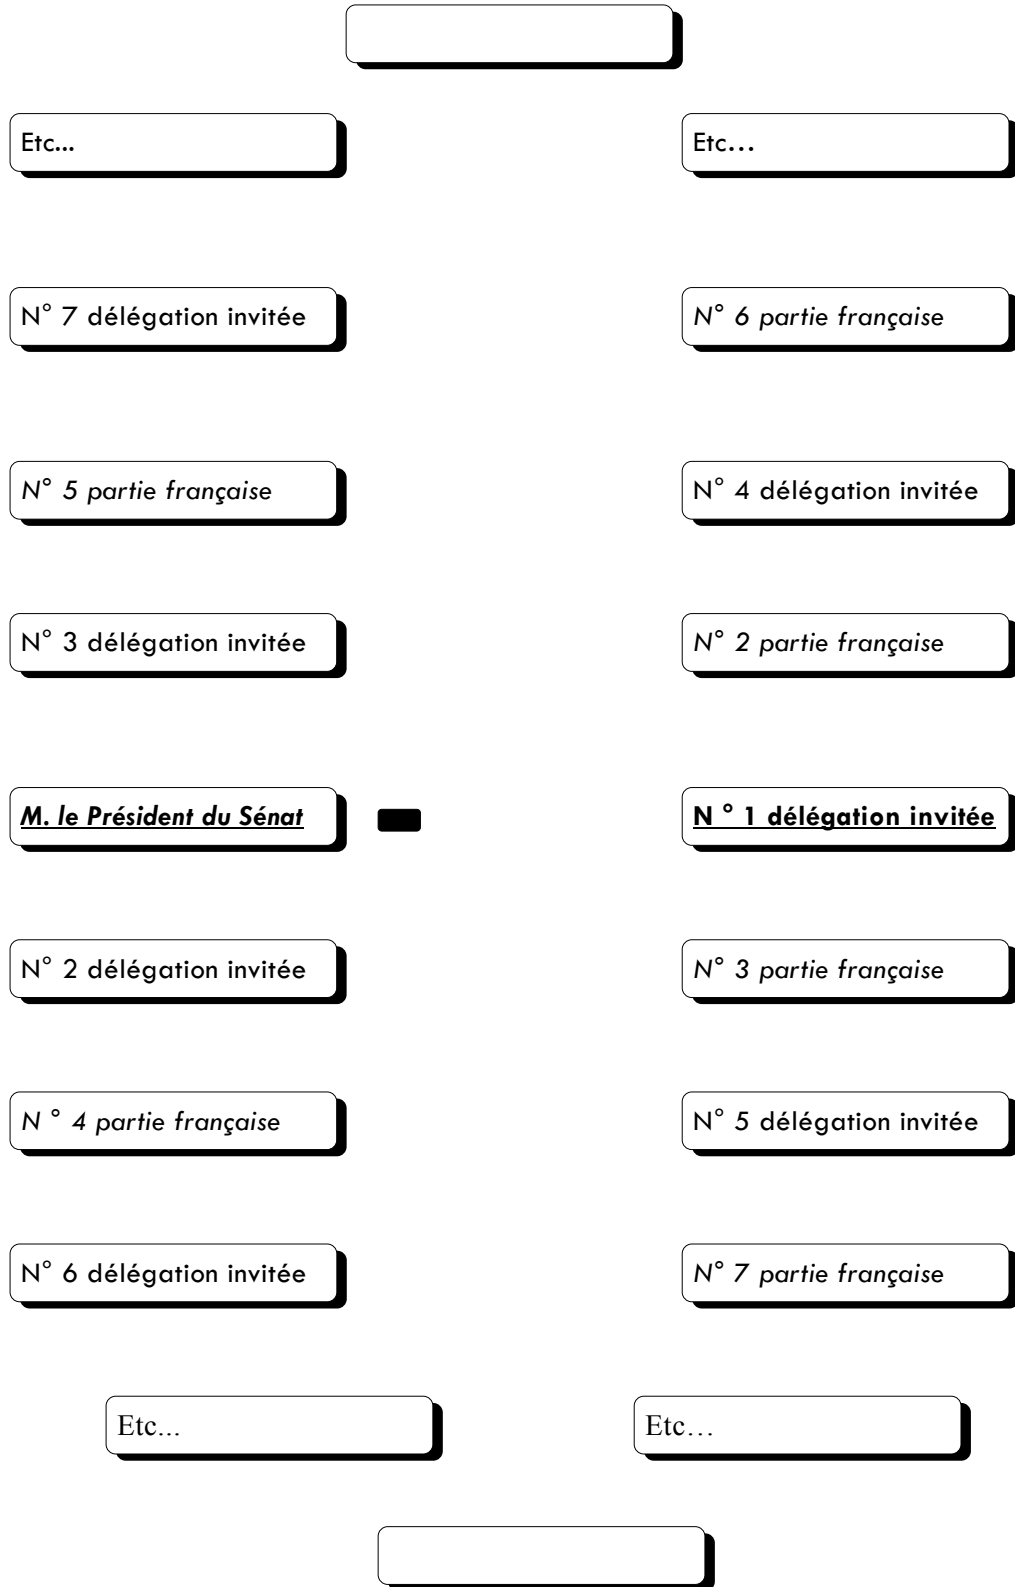 Etc...
Etc…
N° 7 délégation invitée
N° 6 partie française
N° 5 partie française
N° 4 délégation invitée
N° 3 délégation invitée
N° 2 partie française
M. le Président du Sénat
N ° 1 délégation invitée
N° 2 délégation invitée
N° 3 partie française
N ° 4 partie française
N° 5 délégation invitée
N° 6 délégation invitée
N° 7 partie française
Etc...
Etc…